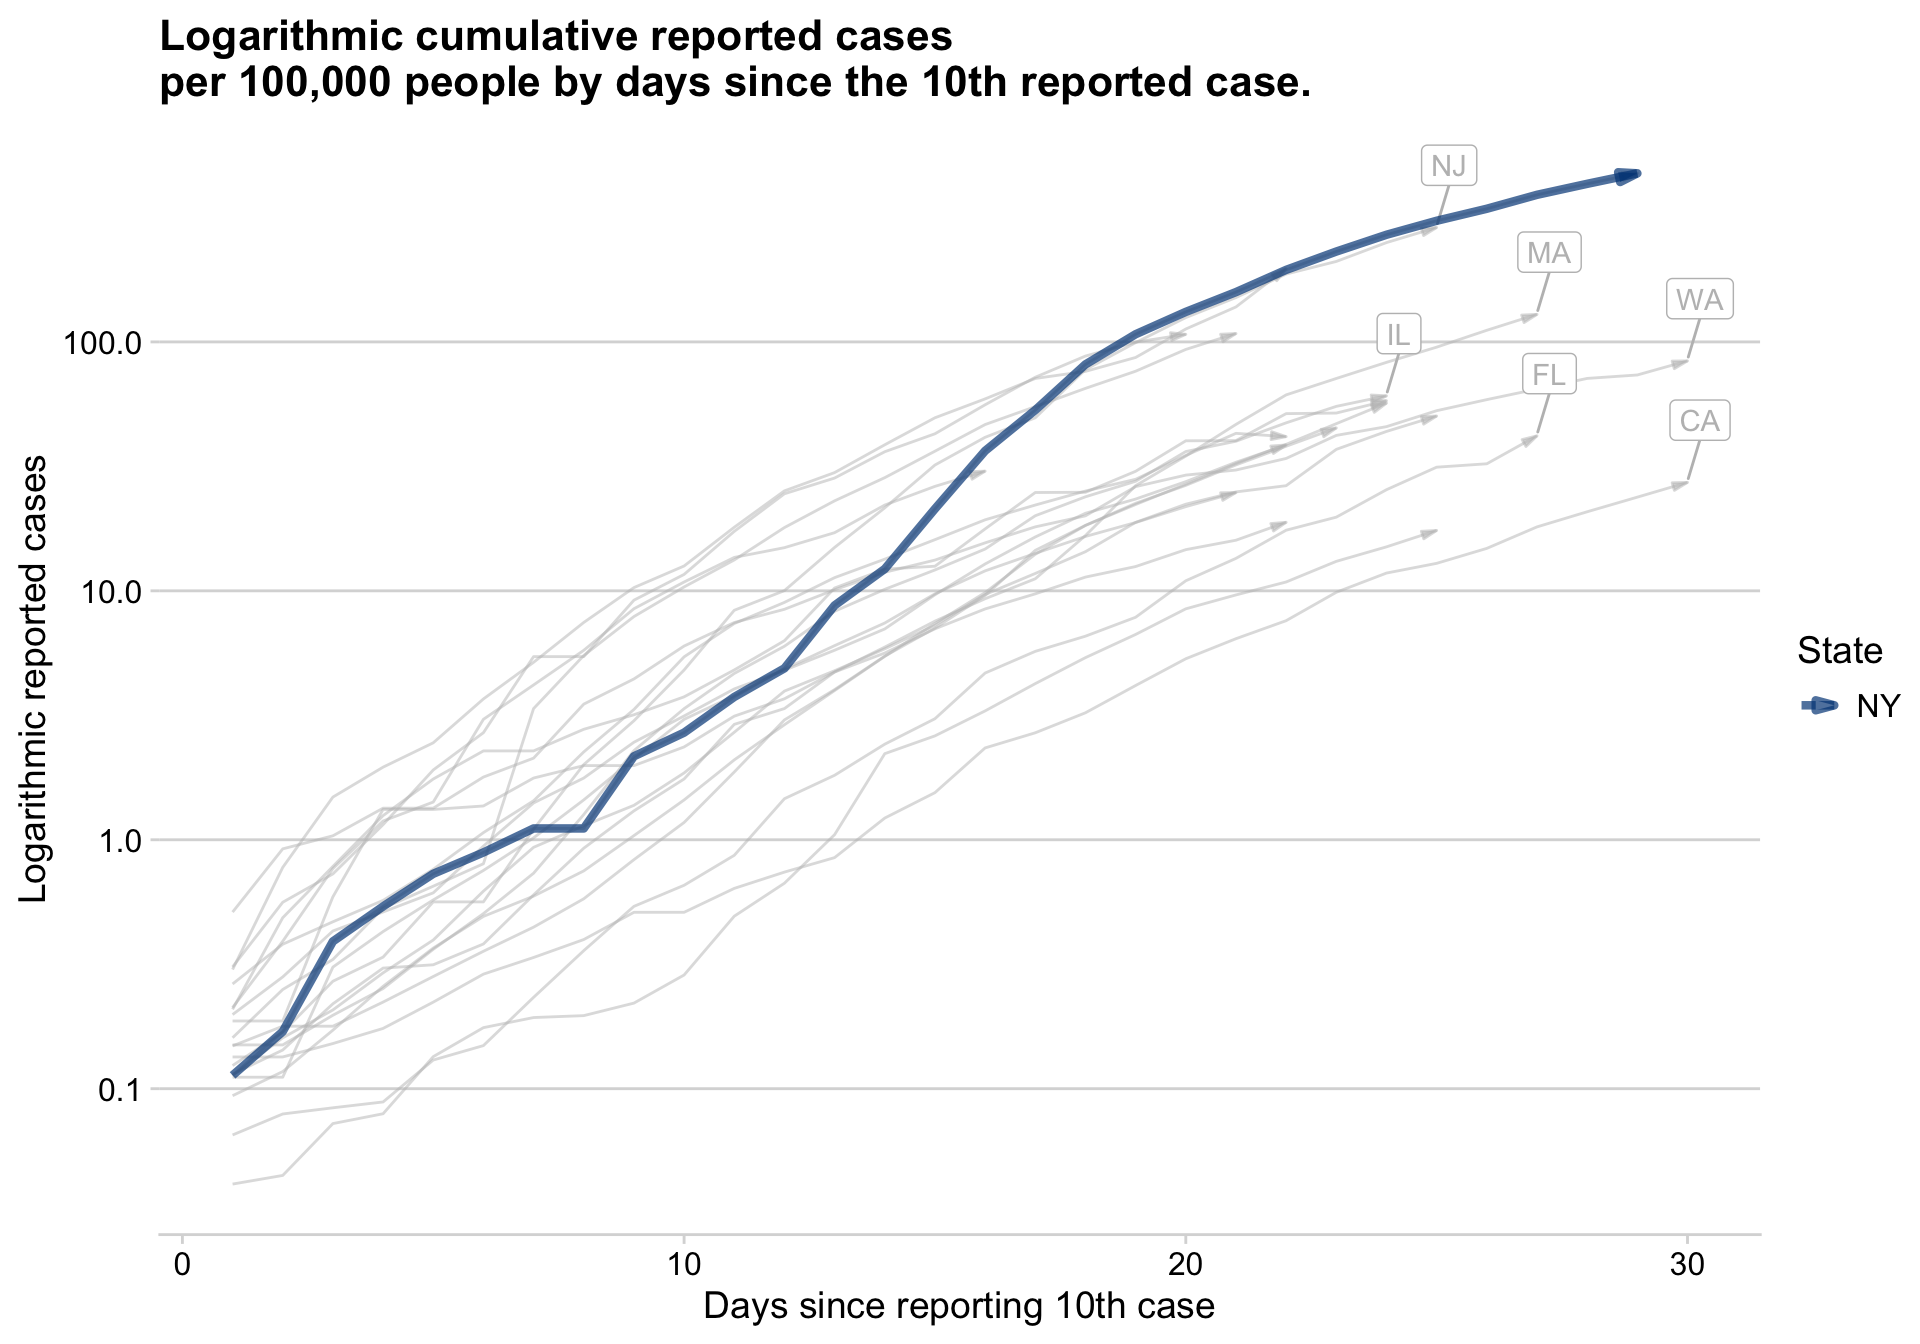 Logarithmic cumulative reported cases
per 100,000 people by days since the 10th reported case.
NJ
MA
WA
IL
FL
CA
100.0
10.0
1.0
0.1
Logarithmic reported cases
State
NY
0
10
20
30
Days since reporting 10th case